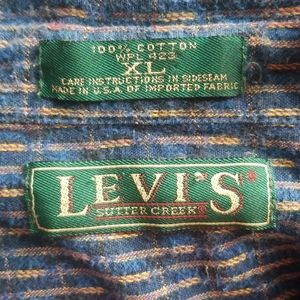 100% COTTON
WPL 423
XL
CARE INSTRUCTIONS IN SIDESEAM
MADE IN U.S.A. OF IMPORTED FABRIC
LEVI'S®
SUTTER CREEK